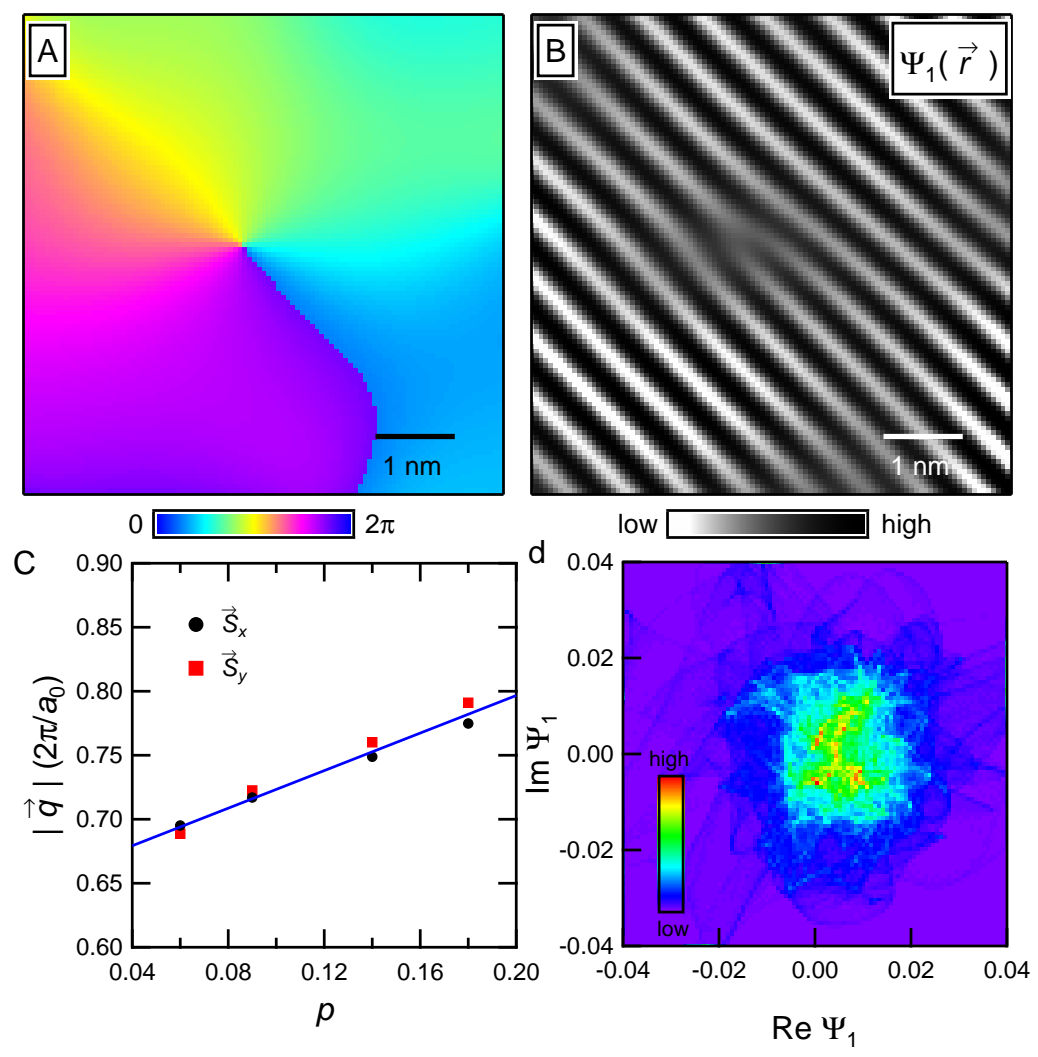 A
1 nm
0 2π
B
Ψ₁( r⃗ )
1 nm
low high
C
0.90
0.85
0.80
0.75
0.70
0.65
0.60
| q⃗ | (2π/a₀)
S⃗ₓ
S⃗ᵧ
0.04 0.08 0.12 0.16 0.20
p
d
0.04
0.02
0.00
-0.02
-0.04
Im Ψ₁
high
low
-0.04 -0.02 0.00 0.02 0.04
Re Ψ₁